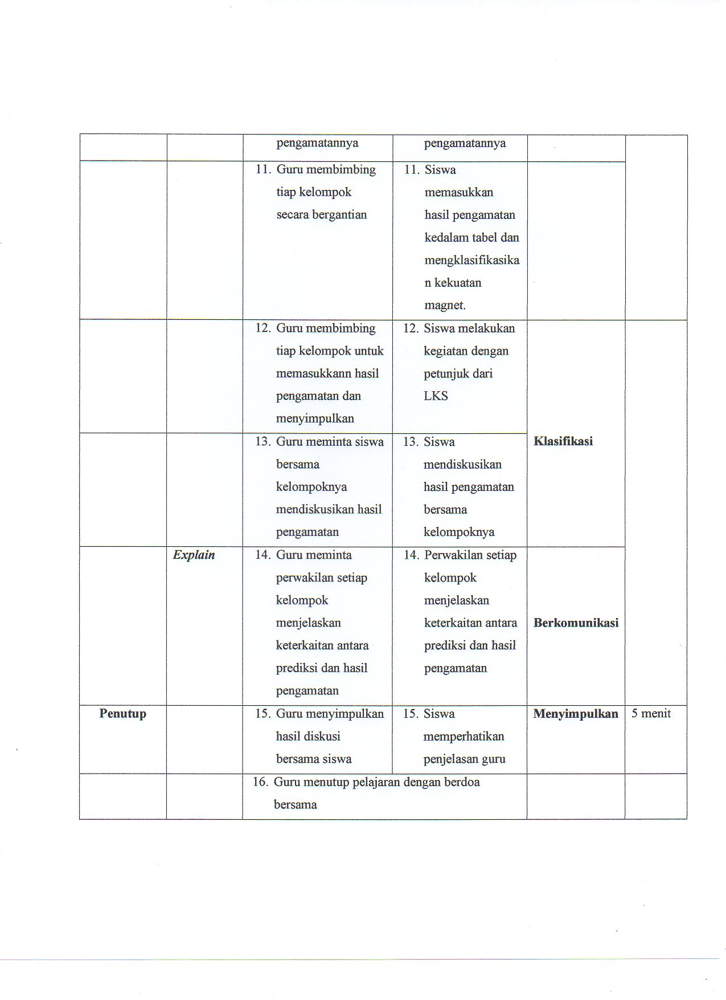 pengamatannya
pengamatannya
11. Guru membimbing
tiap kelompok
secara bergantian
11. Siswa
memasukkan
hasil pengamatan
kedalam tabel dan
mengklasifikasika
n kekuatan
magnet.
12. Guru membimbing
tiap kelompok untuk
memasukkann hasil
pengamatan dan
menyimpulkan
12. Siswa melakukan
kegiatan dengan
petunjuk dari
LKS
13. Guru meminta siswa
bersama
kelompoknya
mendiskusikan hasil
pengamatan
13. Siswa
mendiskusikan
hasil pengamatan
bersama
kelompoknya
Klasifikasi
Explain
14. Guru meminta
perwakilan setiap
kelompok
menjelaskan
keterkaitan antara
prediksi dan hasil
pengamatan
14. Perwakilan setiap
kelompok
menjelaskan
keterkaitan antara
prediksi dan hasil
pengamatan
Berkomunikasi
Penutup
15. Guru menyimpulkan
hasil diskusi
bersama siswa
15. Siswa
memperhatikan
penjelasan guru
Menyimpulkan
5 menit
16. Guru menutup pelajaran dengan berdoa
bersama